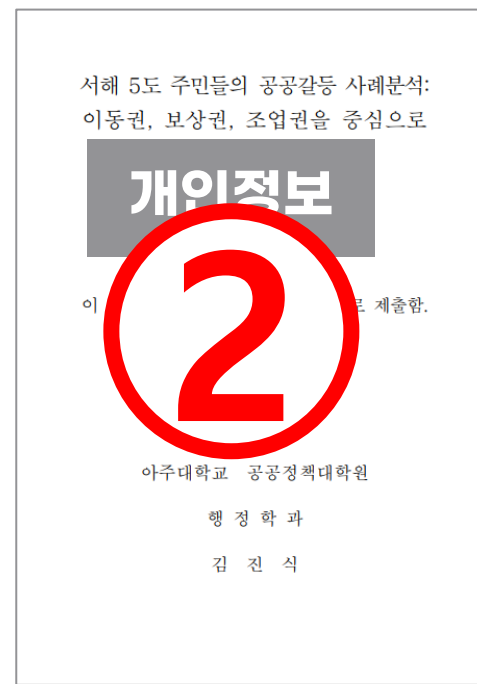 서해 5도 주민들의 공공갈등 사례분석:
이동권, 보상권, 조업권을 중심으로
개인정보
2
이
로 제출함.
아주대학교 공공정책대학원
행 정 학 과
김 진 식